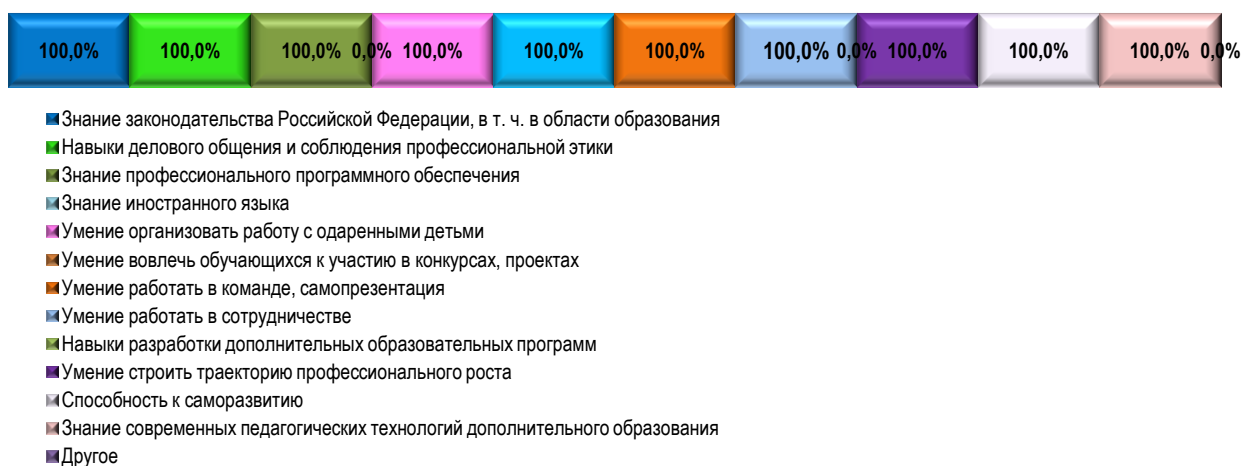 100,0% 100,0% 100,0% 0,0% 100,0% 100,0% 100,0% 100,0% 0,0% 100,0% 100,0% 100,0% 0,0%
Знание законодательства Российской Федерации, в т. ч. в области образования
Навыки делового общения и соблюдения профессиональной этики
Знание профессионального программного обеспечения
Знание иностранного языка
Умение организовать работу с одаренными детьми
Умение вовлечь обучающихся к участию в конкурсах, проектах
Умение работать в команде, самопрезентация
Умение работать в сотрудничестве
Навыки разработки дополнительных образовательных программ
Умение строить траекторию профессионального роста
Способность к саморазвитию
Знание современных педагогических технологий дополнительного образования
Другое